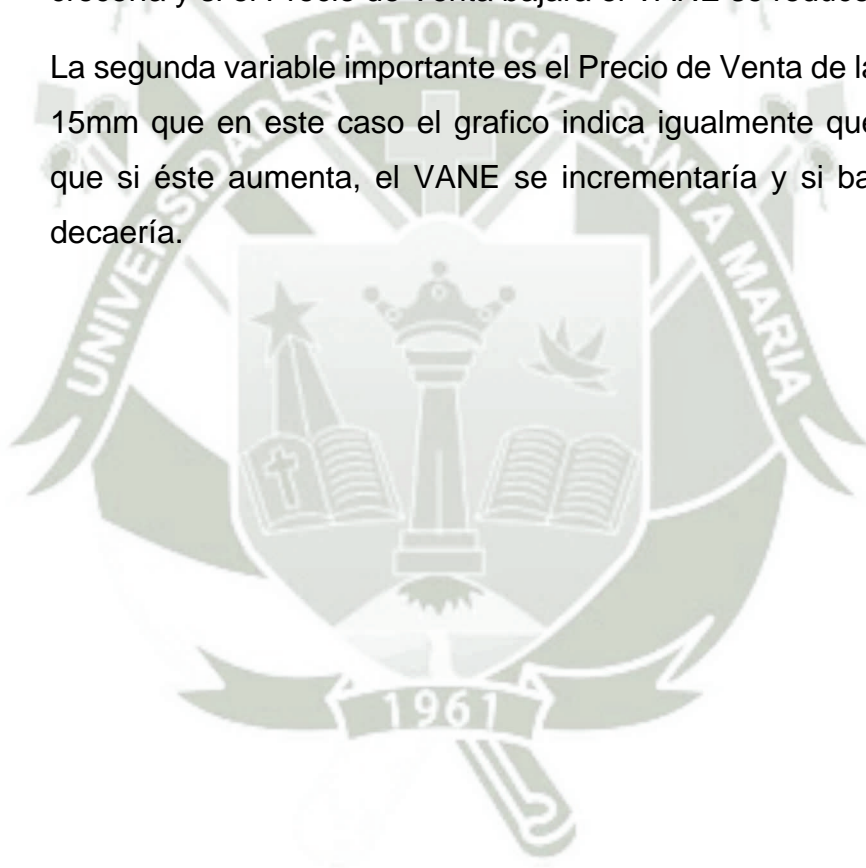 La segunda variable importante es el Precio de Venta de la
15mm que en este caso el grafico indica igualmente que
que si éste aumenta, el VANE se incrementaría y si ba
decaería.
UNIVERSIDAD CATOLICA SANTA MARIA
1961